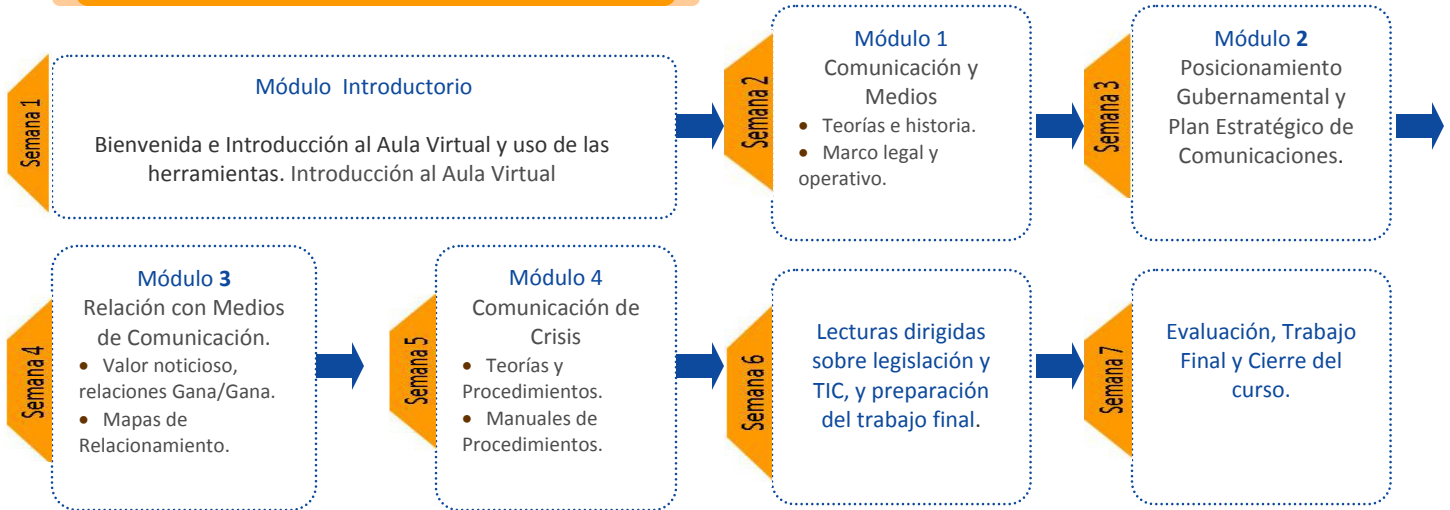 Semana 1
Módulo Introductorio
Bienvenida e Introducción al Aula Virtual y uso de las
herramientas. Introducción al Aula Virtual
Semana 2
Módulo 1
Comunicación y
Medios
• Teorías e historia.
• Marco legal y
operativo.
Semana 3
Módulo 2
Posicionamiento
Gubernamental y
Plan Estratégico de
Comunicaciones.
Semana 4
Módulo 3
Relación con Medios
de Comunicación.
• Valor noticioso,
relaciones Gana/Gana.
• Mapas de
Relacionamiento.
Semana 5
Módulo 4
Comunicación de
Crisis
• Teorías y
Procedimientos.
• Manuales de
Procedimientos.
Semana 6
Lecturas dirigidas
sobre legislación y
TIC, y preparación
del trabajo final.
Semana 7
Evaluación, Trabajo
Final y Cierre del
curso.